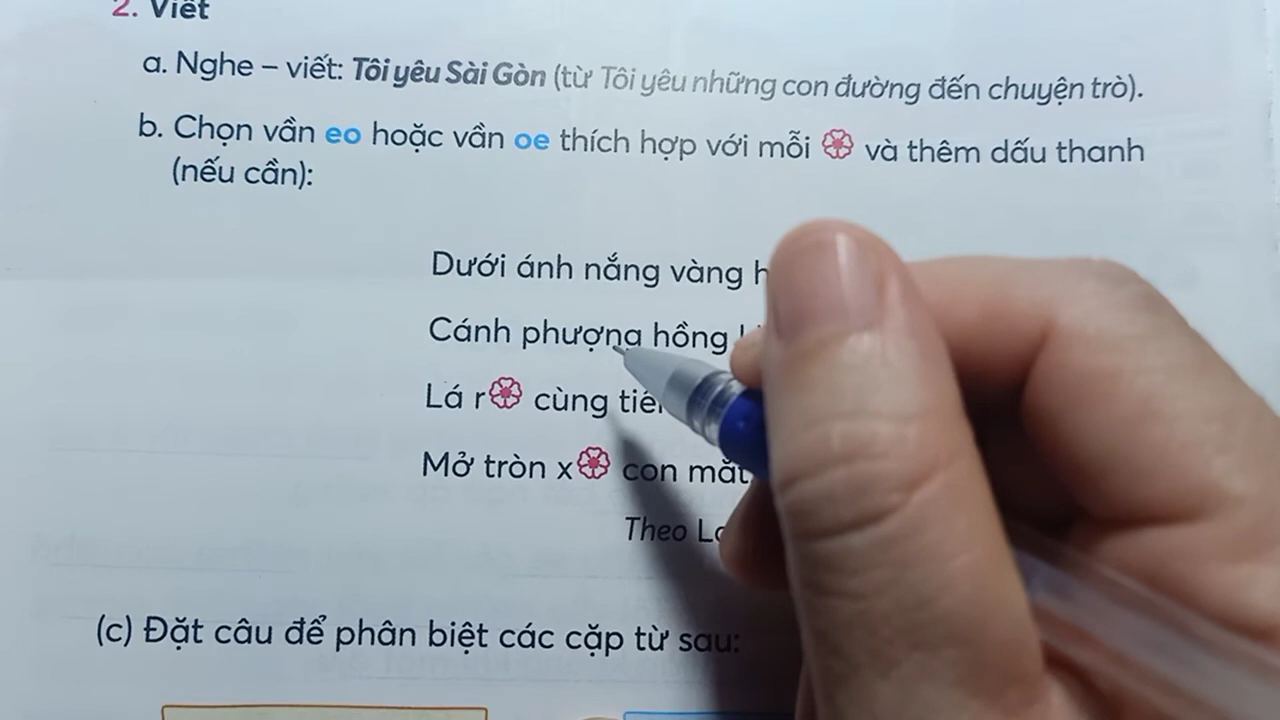 2. Viết
a. Nghe – viết: Tôi yêu Sài Gòn (từ Tôi yêu những con đường đến chuyện trò).
b. Chọn vần eo hoặc vần oe thích hợp với mỗi và thêm dấu thanh
(nếu cần):
Dưới ánh nắng vàng
Cánh phượng hồng
Lá r cùng
Mở tròn x con mắt
Theo
(c) Đặt câu để phân biệt các cặp từ sau: